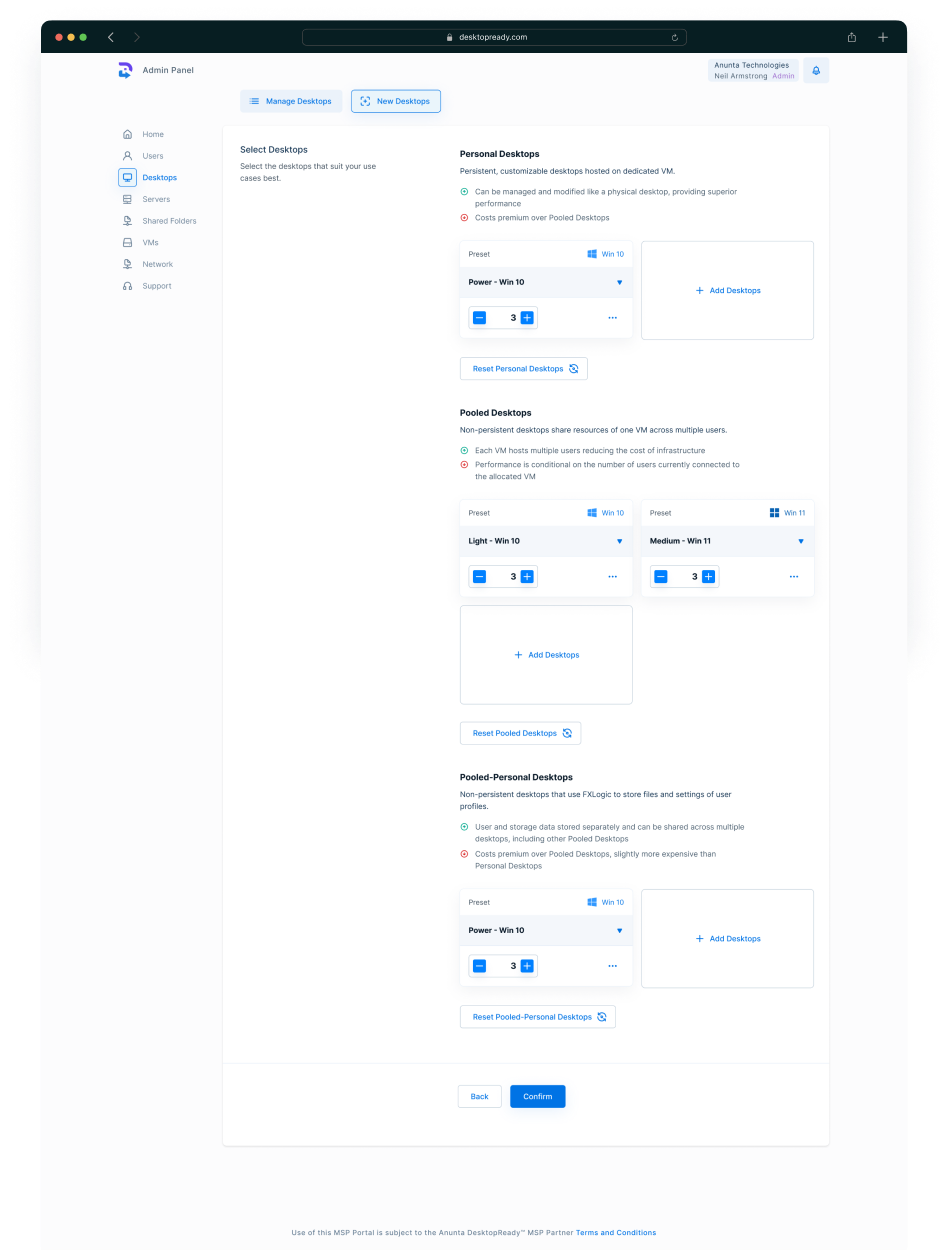 desktopready.com
Admin Panel
Anunta Technologies
Neil Armstrong Admin
Manage Desktops
New Desktops
Home
Users
Desktops
Servers
Shared Folders
VMs
Network
Support
Select Desktops
Select the desktops that suit your use
cases best.
Personal Desktops
Persistent, customizable desktops hosted on dedicated VM.
Can be managed and modified like a physical desktop, providing superior
performance
Costs premium over Pooled Desktops
Preset Win 10
Power - Win 10
3
Add Desktops
Reset Personal Desktops
Pooled Desktops
Non-persistent desktops share resources of one VM across multiple users.
Each VM hosts multiple users reducing the cost of infrastructure
Performance is conditional on the number of users currently connected to
the allocated VM
Preset Win 10
Light - Win 10
3
Preset Win 11
Medium - Win 11
3
Add Desktops
Reset Pooled Desktops
Pooled-Personal Desktops
Non-persistent desktops that use FXLogic to store files and settings of user
profiles.
User and storage data stored separately and can be shared across multiple
desktops, including other Pooled Desktops
Costs premium over Pooled Desktops, slightly more expensive than
Personal Desktops
Preset Win 10
Power - Win 10
3
Add Desktops
Reset Pooled-Personal Desktops
Back
Confirm
Use of this MSP Portal is subject to the Anunta DesktopReady™ MSP Partner Terms and Conditions